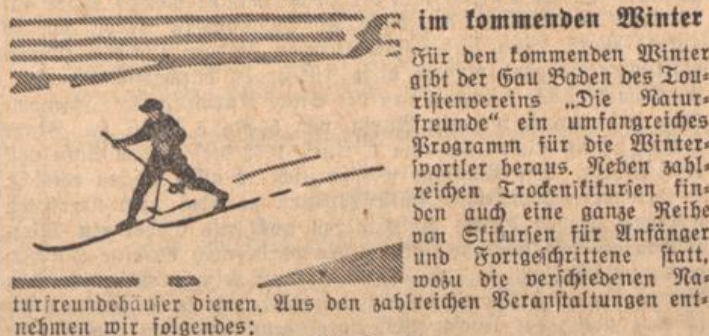 im kommenden Winter
Für den kommenden Winter
gibt der Gau Baden des Tou-
ristenvereins „Die Natur-
freunde“ ein umfangreiches
Programm für die Winter-
sportler heraus. Neben zahl-
reichen Trockenskikursen fin-
den auch eine ganze Reihe
von Skikursen für Anfänger
und Fortgeschrittene statt,
wozu die verschiedenen Na-
turfreundehäuser dienen. Aus den zahlreichen Veranstaltungen ent-
nehmen wir folgendes: